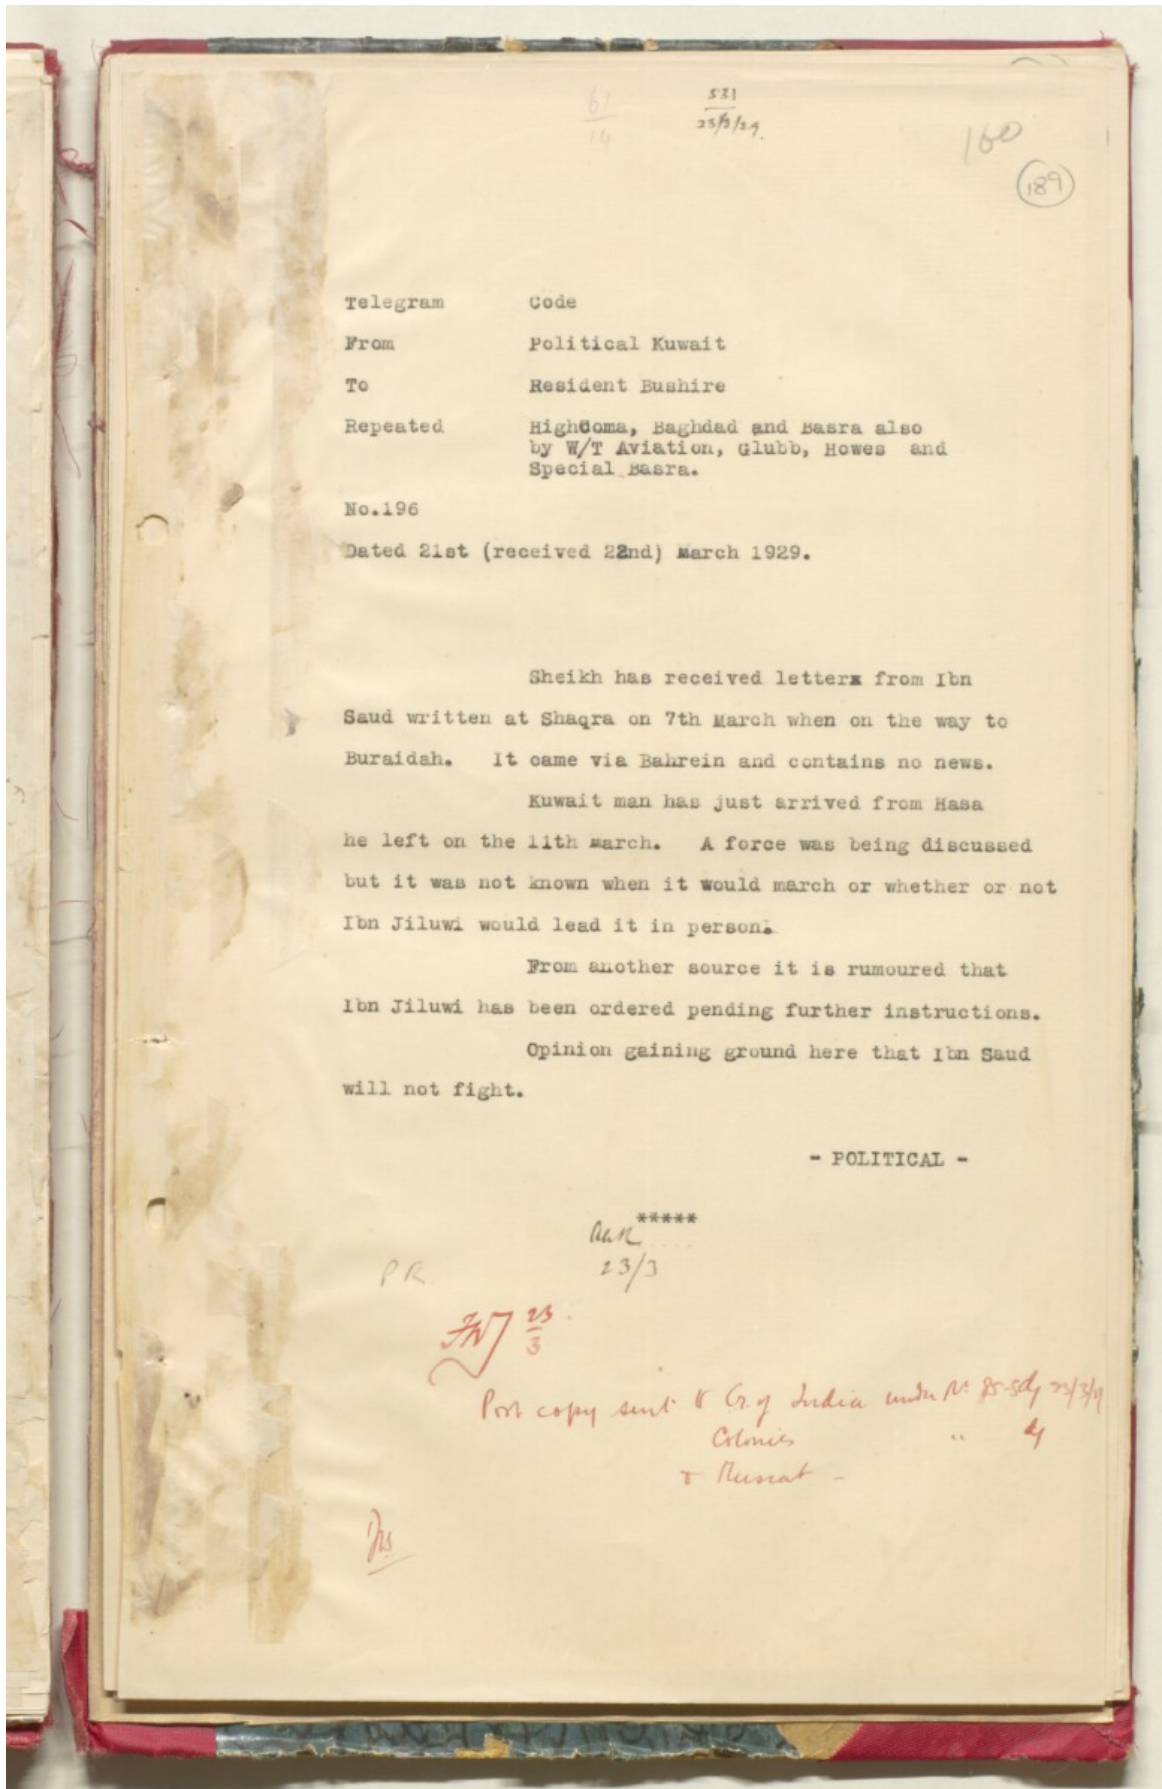 61
14
531
23/3/29.
160
189
Telegram Code
From Political Kuwait
To Resident Bushire
Repeated HighComa, Baghdad and Basra also
by W/T Aviation, Glubb, Howes and
Special Basra.
No.196
Dated 21st (received 22nd) March 1929.
Sheikh has received letterx from Ibn
Saud written at Shaqra on 7th March when on the way to
Buraidah. It came via Bahrein and contains no news.
Kuwait man has just arrived from Hasa
he left on the 11th March. A force was being discussed
but it was not known when it would march or whether or not
Ibn Jiluwi would lead it in person.
From another source it is rumoured that
Ibn Jiluwi has been ordered pending further instructions.
Opinion gaining ground here that Ibn Saud
will not fight.
- POLITICAL -
*****
23/3
P.R.
23
3
Post copy sent to G. of India under No. 85-S of 23/3/29
Colonies " of
& Muscat -